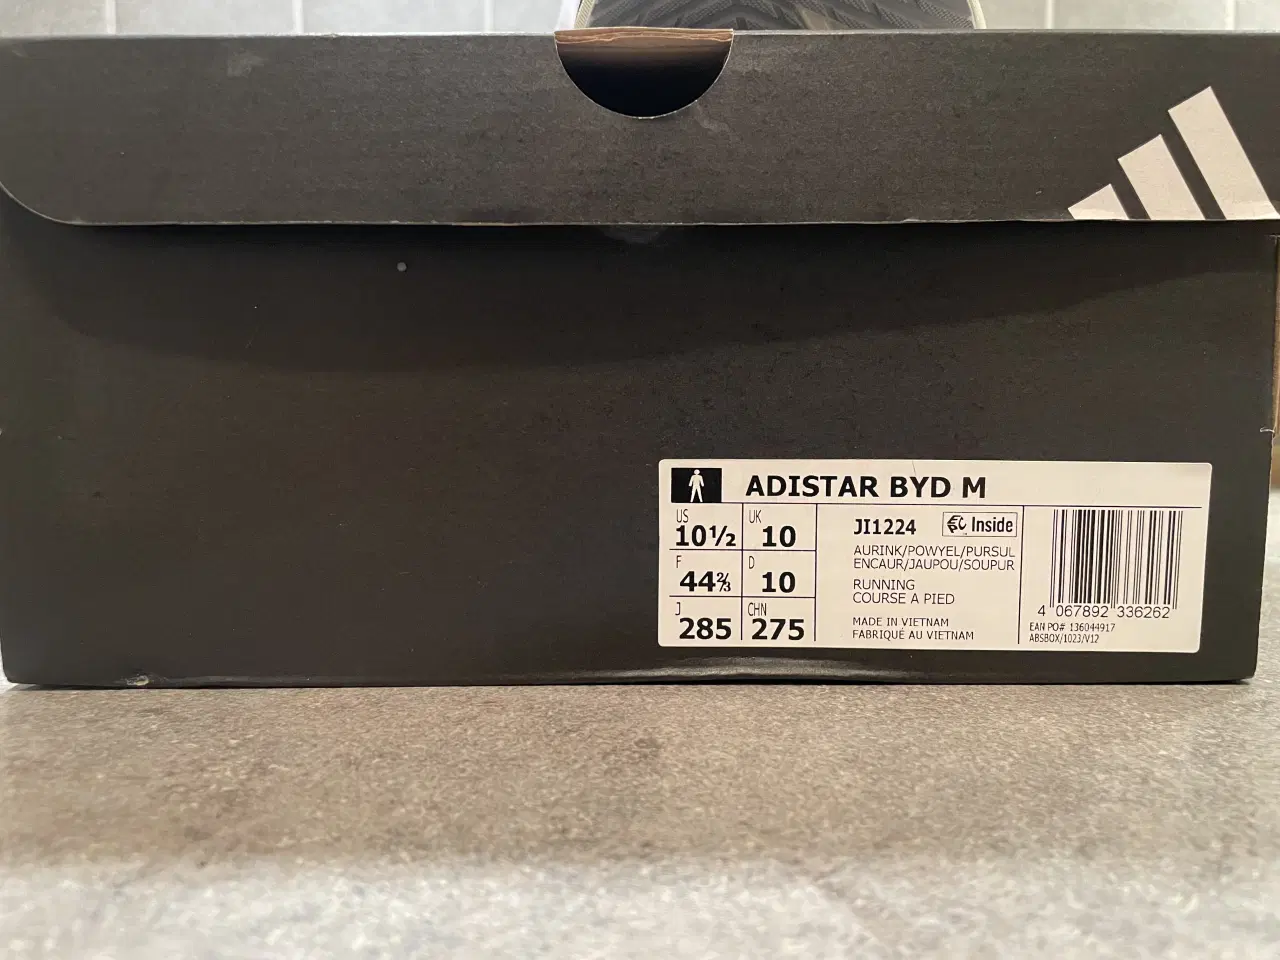 ADISTAR BYD M
US
10½
UK
10
F
44⅔
D
10
J
285
CHN
275
JI1224
Inside
AURINK/POWYEL/PURSUL
ENCAUR/JAUPOU/SOUPUR
RUNNING
COURSE A PIED
MADE IN VIETNAM
FABRIQUÉ AU VIETNAM
4 067892 336262
EAN PO# 136044917
ABSBOX/1023/V12